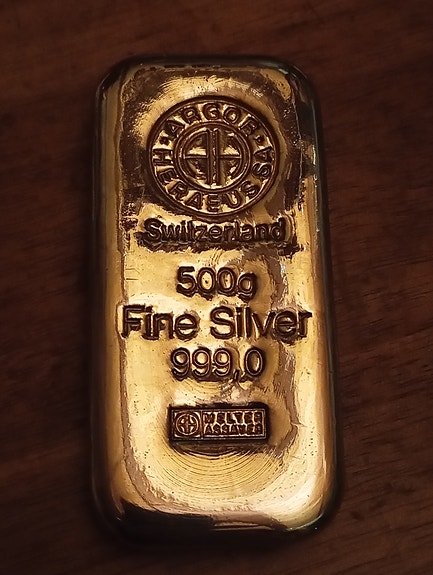 ARGOR
HERAEUS SA
Switzerland
500g
Fine Silver
999,0
MELTER
ASSAYER